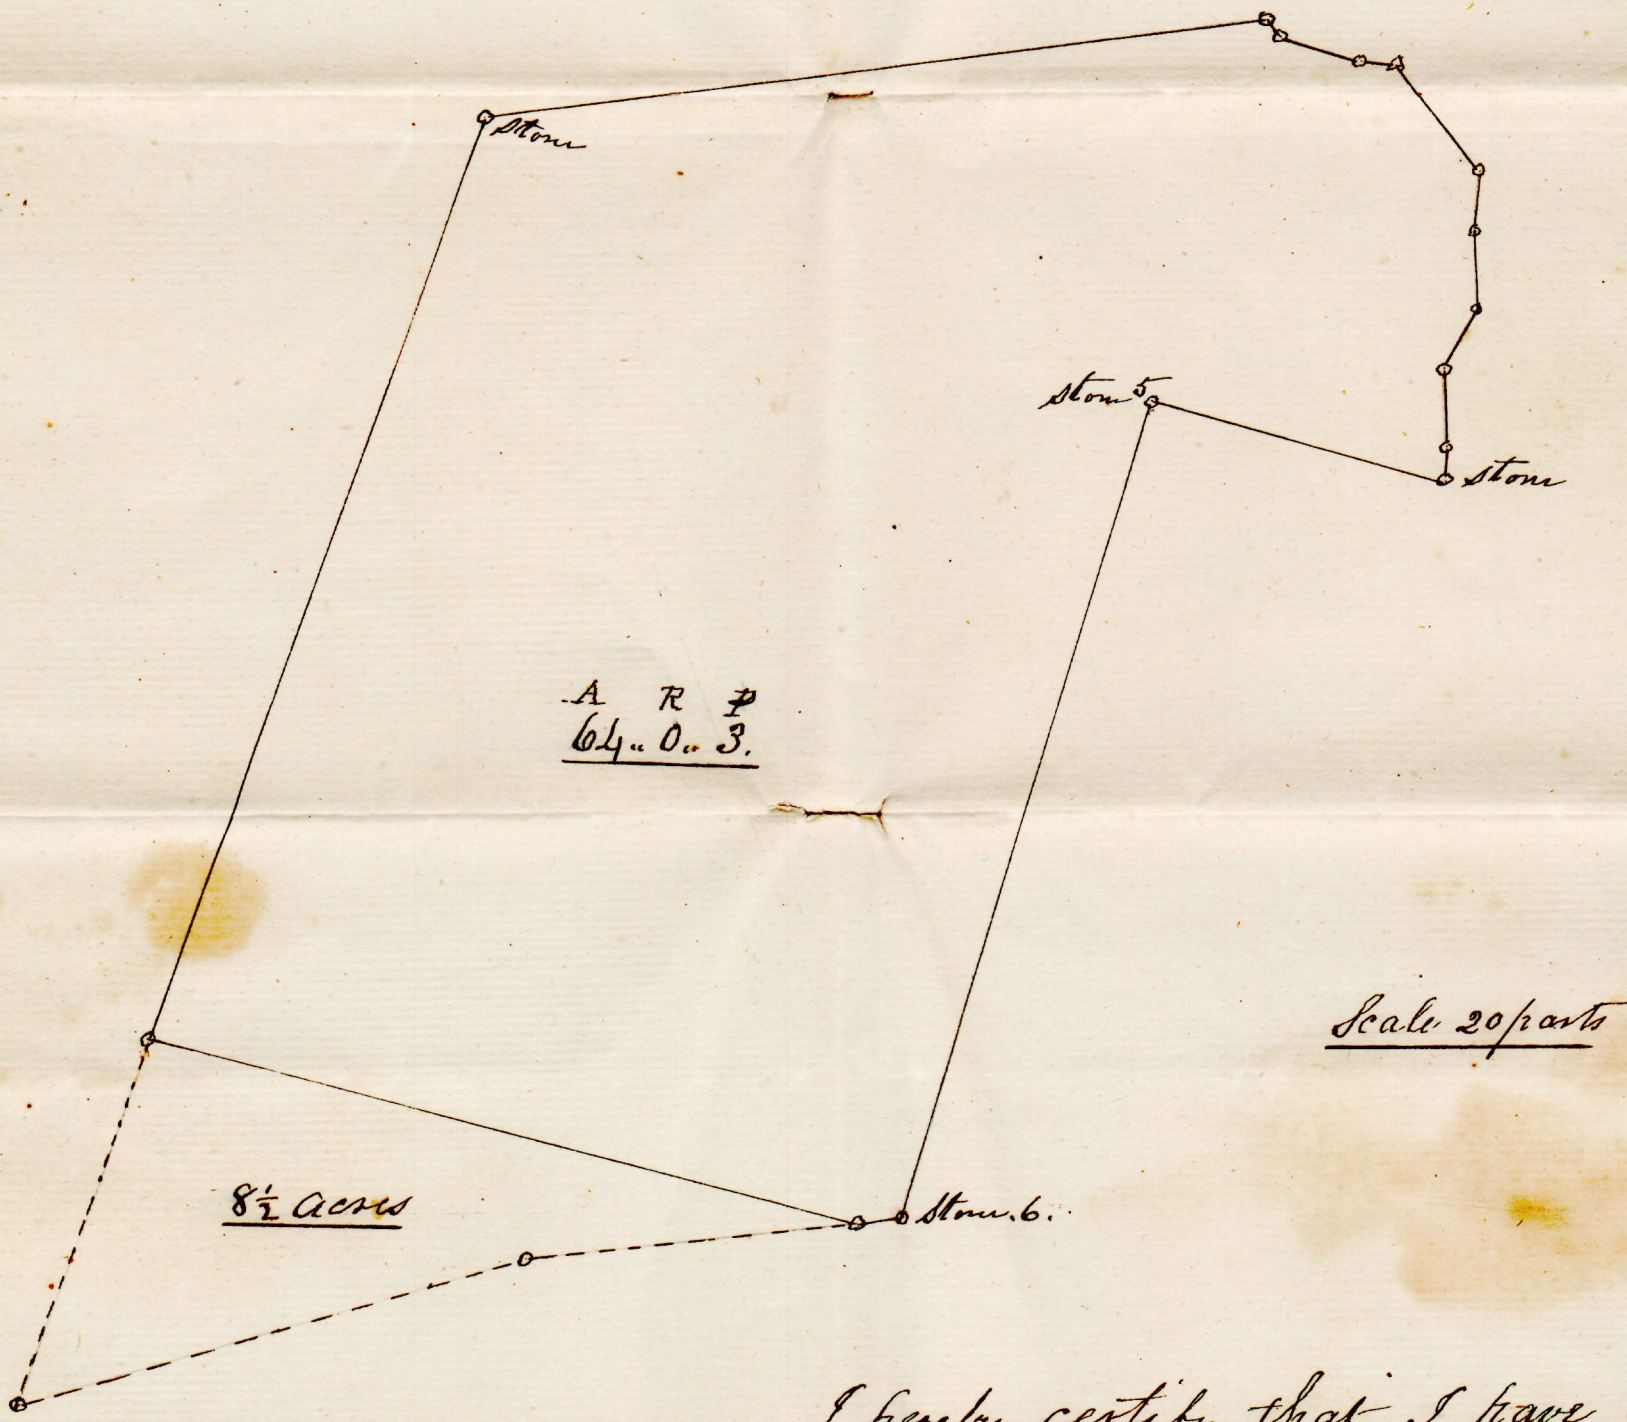 stone
stone 5
stone
A R P
64.. 0.. 3.
Scale 20 parts
8½ acres
Stone. 6.
I hereby certify that I have